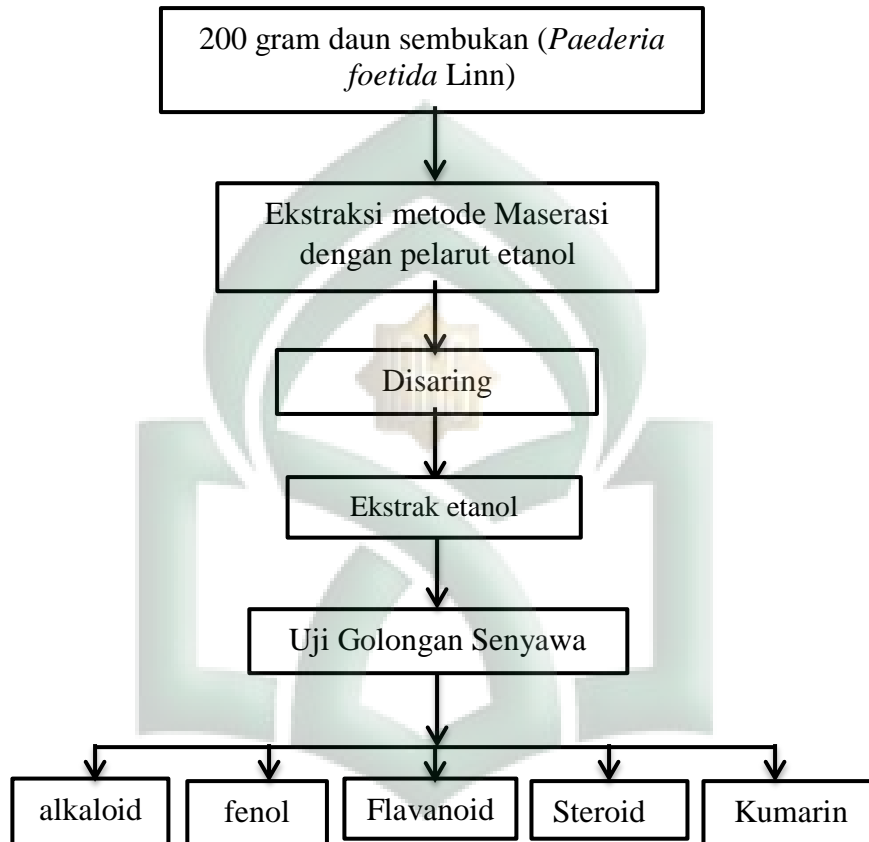 200 gram daun sembukan (Paederia
foetida Linn)
Ekstraksi metode Maserasi
dengan pelarut etanol
Disaring
Ekstrak etanol
Uji Golongan Senyawa
alkaloid
fenol
Flavanoid
Steroid
Kumarin